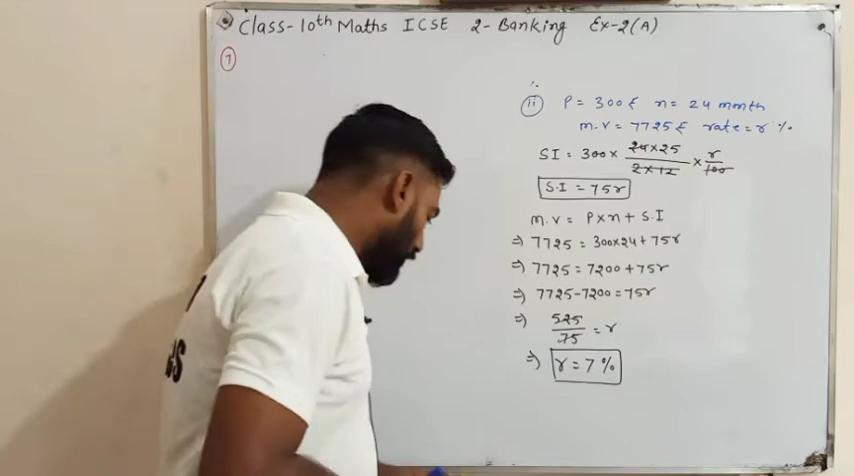 Class-10th Maths ICSE 2-Banking Ex-2(A)
7
ii P = 300₹ n = 24 month
m.v = 7725₹ rate = r %
SI = 300 × 24×25/2×12 × r/100
S.I = 75r
m.v = P×n + S.I
⇒ 7725 = 300×24 + 75r
⇒ 7725 = 7200 + 75r
⇒ 7725-7200 = 75r
⇒ 525/75 = r
⇒ r = 7%